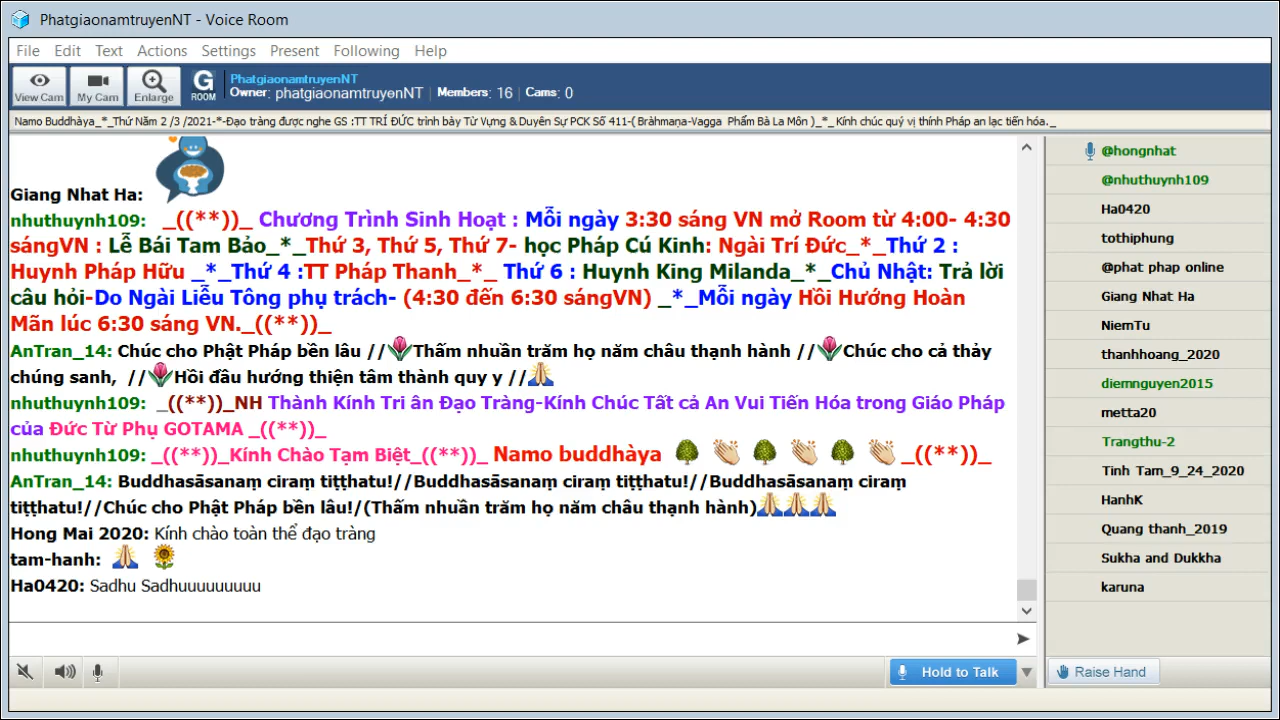 PhatgiaonamtruyenNT - Voice Room
File Edit Text Actions Settings Present Following Help
View Cam My Cam Enlarge G ROOM
PhatgiaonamtruyenNT
Owner: phatgiaonamtruyenNT Members: 16 Cams: 0
Namo Buddhàya_*_Thứ Năm 2 /3 /2021-*-Đạo tràng được nghe GS :TT TRÍ ĐỨC trình bày Từ Vựng & Duyên Sự PCK Số 411-( Bràhmaṇa-Vagga Phẩm Bà La Môn )_*_ Kính chúc quý vị thính Pháp an lạc tiến hóa._
Giang Nhat Ha:
nhuthuynh109: _((**))_ Chương Trình Sinh Hoạt : Mỗi ngày 3:30 sáng VN mở Room từ 4:00- 4:30
sángVN : Lễ Bái Tam Bảo_*_Thứ 3, Thứ 5, Thứ 7- học Pháp Cú Kinh: Ngài Trí Đức_*_Thứ 2 :
Huynh Pháp Hữu _*_Thứ 4 :TT Pháp Thanh_*_ Thứ 6 : Huynh King Milanda_*_Chủ Nhật: Trả lời
câu hỏi-Do Ngài Liễu Tông phụ trách- (4:30 đến 6:30 sángVN) _*_Mỗi ngày Hồi Hướng Hoàn
Mãn lúc 6:30 sáng VN._((**))_
AnTran_14: Chúc cho Phật Pháp bền lâu //🌷Thấm nhuần trăm họ năm châu thạnh hành //🌷Chúc cho cả thảy
chúng sanh, //🌷Hồi đầu hướng thiện tâm thành quy y //🙏
nhuthuynh109: _((**))_NH Thành Kính Tri ân Đạo Tràng-Kính Chúc Tất cả An Vui Tiến Hóa trong Giáo Pháp
của Đức Từ Phụ GOTAMA _((**))_
nhuthuynh109: _((**))_Kính Chào Tạm Biệt_((**))_ Namo buddhàya 🌳 👏 🌳 👏 🌳 👏 _((**))_
AnTran_14: Buddhasāsanaṃ ciraṃ tiṭṭhatu!//Buddhasāsanaṃ ciraṃ tiṭṭhatu!//Buddhasāsanaṃ ciraṃ
tiṭṭhatu!//Chúc cho Phật Pháp bền lâu!/(Thấm nhuần trăm họ năm châu thạnh hành)🙏🙏🙏
Hong Mai 2020: Kính chào toàn thể đạo tràng
tam-hanh: 🙏 🌻
Ha0420: Sadhu Sadhuuuuuuuuu
Hold to Talk
@hongnhat
@nhuthuynh109
Ha0420
tothiphung
@phat phap online
Giang Nhat Ha
NiemTu
thanhhoang_2020
diemnguyen2015
metta20
Trangthu-2
Tinh Tam_9_24_2020
HanhK
Quang thanh_2019
Sukha and Dukkha
karuna
Raise Hand